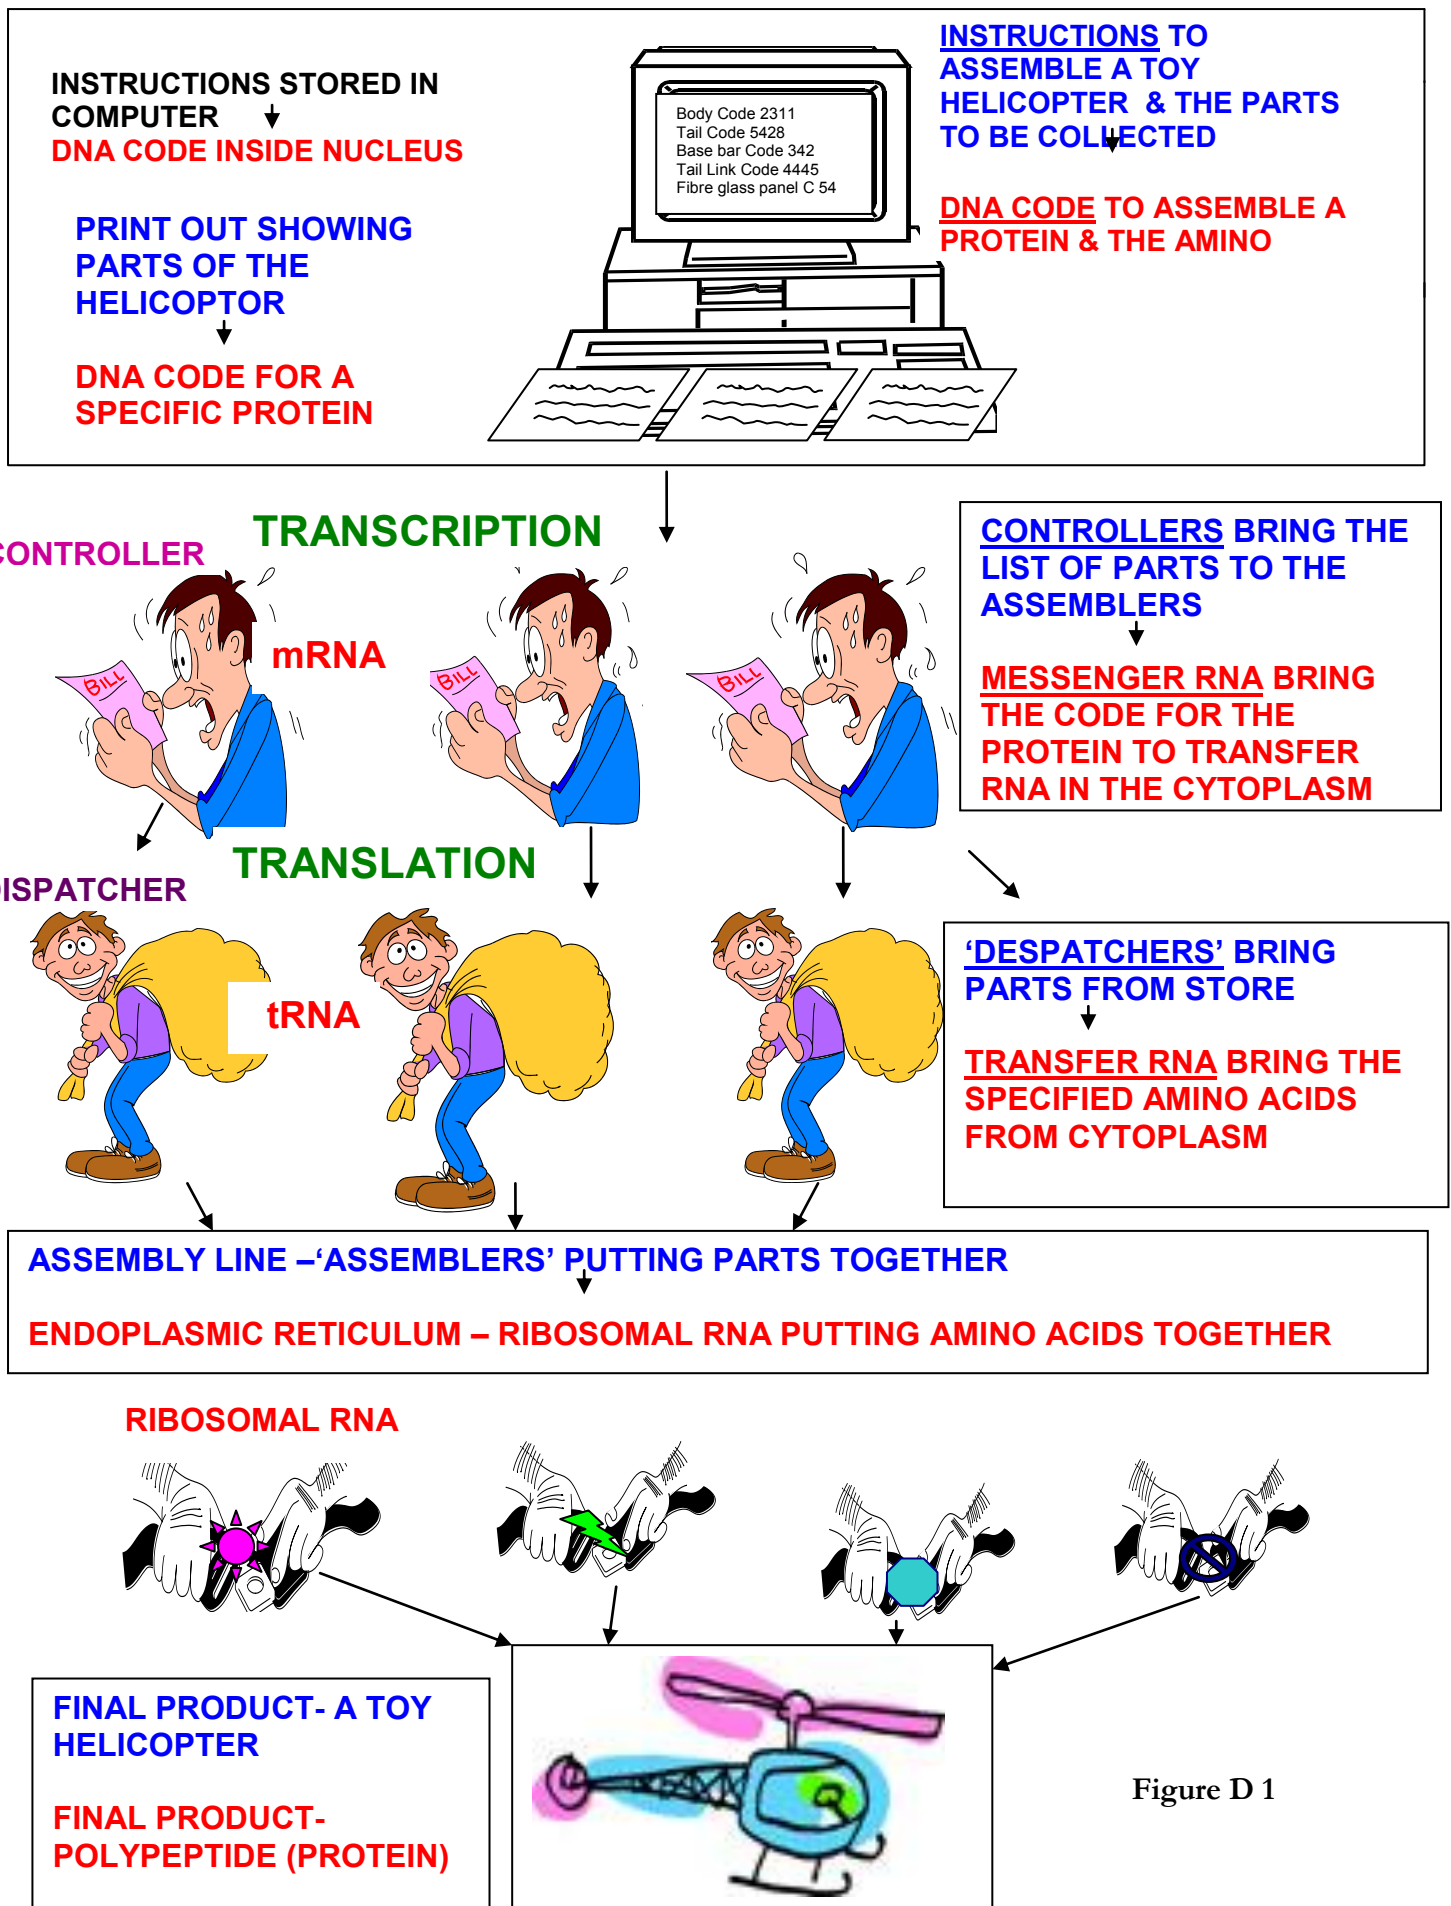 INSTRUCTIONS STORED IN
COMPUTER
DNA CODE INSIDE NUCLEUS
PRINT OUT SHOWING
PARTS OF THE
HELICOPTOR
DNA CODE FOR A
SPECIFIC PROTEIN
Body Code 2311
Tail Code 5428
Base bar Code 342
Tail Link Code 4445
Fibre glass panel C 54
INSTRUCTIONS TO
ASSEMBLE A TOY
HELICOPTER & THE PARTS
TO BE COLLECTED
DNA CODE TO ASSEMBLE A
PROTEIN & THE AMINO
TRANSCRIPTION
CONTROLLER
BILL
mRNA
BILL
BILL
CONTROLLERS BRING THE
LIST OF PARTS TO THE
ASSEMBLERS
MESSENGER RNA BRING
THE CODE FOR THE
PROTEIN TO TRANSFER
RNA IN THE CYTOPLASM
TRANSLATION
DISPATCHER
tRNA
‘DESPATCHERS’ BRING
PARTS FROM STORE
TRANSFER RNA BRING THE
SPECIFIED AMINO ACIDS
FROM CYTOPLASM
ASSEMBLY LINE –‘ASSEMBLERS’ PUTTING PARTS TOGETHER
ENDOPLASMIC RETICULUM – RIBOSOMAL RNA PUTTING AMINO ACIDS TOGETHER
RIBOSOMAL RNA
FINAL PRODUCT- A TOY
HELICOPTER
FINAL PRODUCT-
POLYPEPTIDE (PROTEIN)
Figure D 1